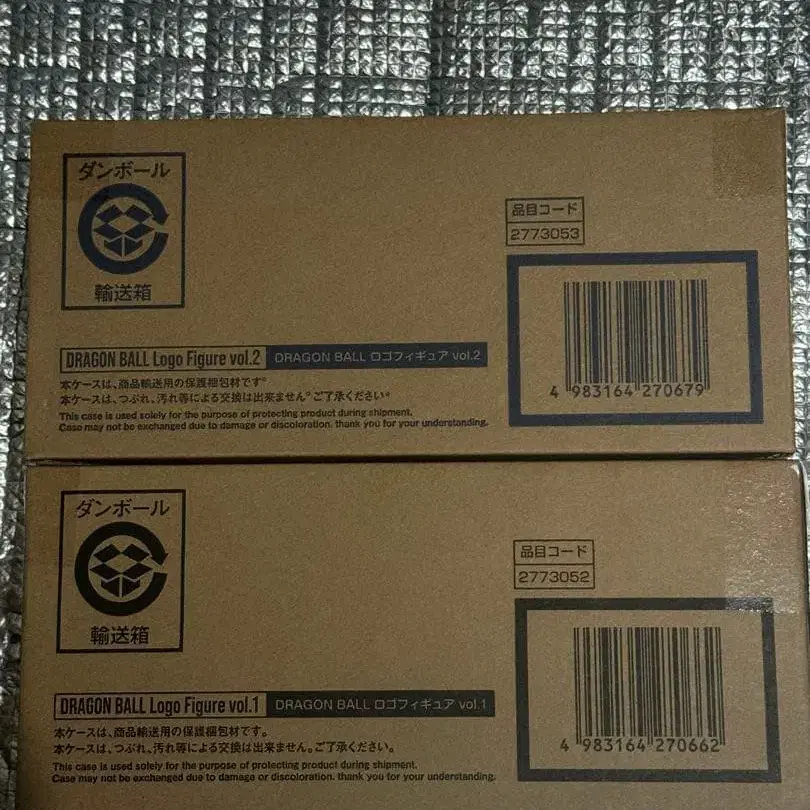 ダンボール
輸送箱
品目コード
2773053
DRAGON BALL Logo Figure vol.2 DRAGON BALL ロゴフィギュア vol.2
本ケースは、商品輸送用の保護梱包材です。
本ケースは、つぶれ、汚れ等による交換は出来ません。ご了承ください。
This case is used solely for the purpose of protecting product during shipment.
Case may not be exchanged due to damage or discoloration. thank you for your understanding.
4 983164 270679
ダンボール
輸送箱
品目コード
2773052
DRAGON BALL Logo Figure vol.1 DRAGON BALL ロゴフィギュア vol.1
本ケースは、商品輸送用の保護梱包材です。
本ケースは、つぶれ、汚れ等による交換は出来ません。ご了承ください。
This case is used solely for the purpose of protecting product during shipment.
Case may not be exchanged due to damage or discoloration. thank you for your understanding.
4 983164 270662